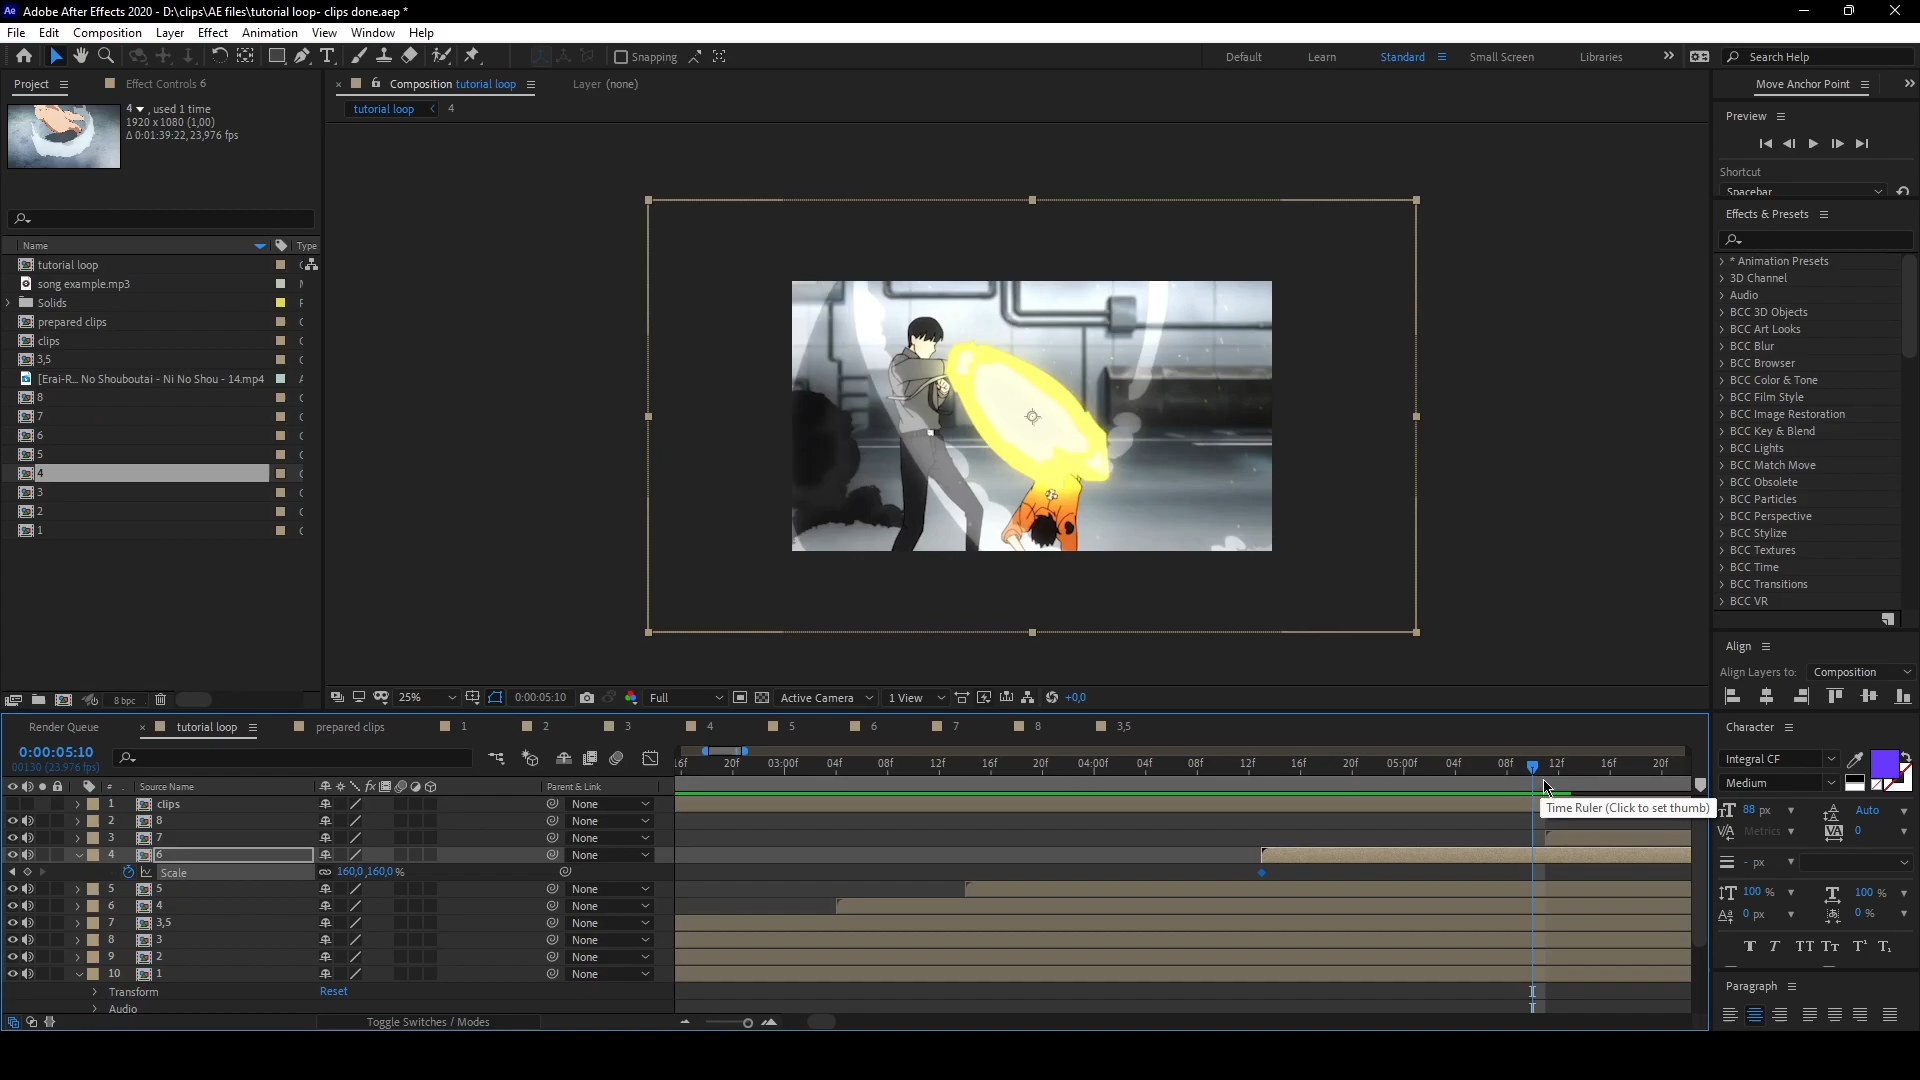 Ae Adobe After Effects 2020 - D:\clips\AE files\tutorial loop- clips done.aep *
File Edit Composition Layer Effect Animation View Window Help
Snapping Default Learn Standard Small Screen Libraries Search Help
Project Effect Controls 6 Composition tutorial loop Layer (none) Move Anchor Point
4 , used 1 time
1920 x 1080 (1,00)
Δ 0:01:39:22, 23,976 fps
tutorial loop 4
Preview
Shortcut
Spacebar
Effects & Presets
Name Type
tutorial loop
song example.mp3
Solids
prepared clips
clips
3,5
[Erai-R... No Shouboutai - Ni No Shou - 14.mp4
8
7
6
5
4
3
2
1
* Animation Presets
3D Channel
Audio
BCC 3D Objects
BCC Art Looks
BCC Blur
BCC Browser
BCC Color & Tone
BCC Film Style
BCC Image Restoration
BCC Key & Blend
BCC Lights
BCC Match Move
BCC Obsolete
BCC Particles
BCC Perspective
BCC Stylize
BCC Textures
BCC Time
BCC Transitions
BCC VR
Align
Align Layers to: Composition
8 bpc
25% 0:00:05:10 Full Active Camera 1 View +0,0
Render Queue tutorial loop prepared clips 1 2 3 4 5 6 7 8 3,5
0:00:05:10
00130 (23.976 fps)
16f 20f 03:00f 04f 08f 12f 16f 20f 04:00f 04f 08f 12f 16f 20f 05:00f 04f 08f 12f 16f 20f
# Source Name fx Parent & Link
1 clips None
2 8 None
3 7 None
4 6 None
Scale 160,0 ,160,0 %
5 5 None
6 4 None
7 3,5 None
8 3 None
9 2 None
10 1 None
Transform Reset
Audio
Toggle Switches / Modes
Time Ruler (Click to set thumb)
Character
Integral CF
Medium
88 px Auto
Metrics 0
- px
100 % 100 %
0 px 0 %
T T TT Tt T¹ T₁
Paragraph